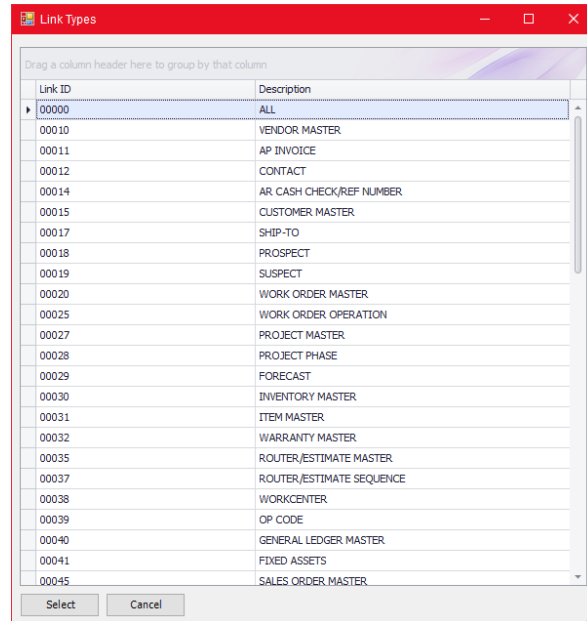 Link Types
Drag a column header here to group by that column
Link ID Description
00000 ALL
00010 VENDOR MASTER
00011 AP INVOICE
00012 CONTACT
00014 AR CASH CHECK/REF NUMBER
00015 CUSTOMER MASTER
00017 SHIP-TO
00018 PROSPECT
00019 SUSPECT
00020 WORK ORDER MASTER
00025 WORK ORDER OPERATION
00027 PROJECT MASTER
00028 PROJECT PHASE
00029 FORECAST
00030 INVENTORY MASTER
00031 ITEM MASTER
00032 WARRANTY MASTER
00035 ROUTER/ESTIMATE MASTER
00037 ROUTER/ESTIMATE SEQUENCE
00038 WORKCENTER
00039 OP CODE
00040 GENERAL LEDGER MASTER
00041 FIXED ASSETS
00045 SALES ORDER MASTER
Select Cancel